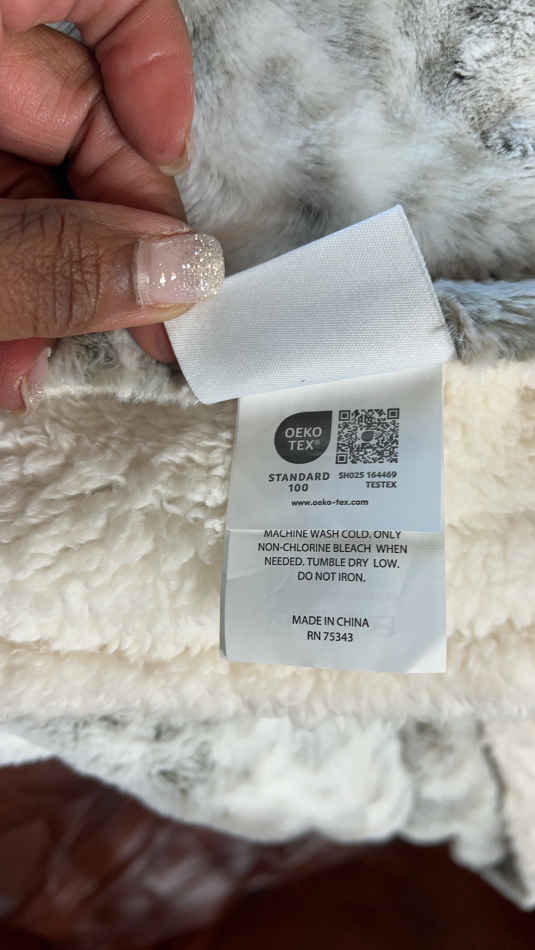 OEKO
TEX®
STANDARD
100
SH025 164469
TESTEX
www.oeko-tex.com
MACHINE WASH COLD. ONLY
NON-CHLORINE BLEACH WHEN
NEEDED. TUMBLE DRY LOW.
DO NOT IRON.
MADE IN CHINA
RN 75343